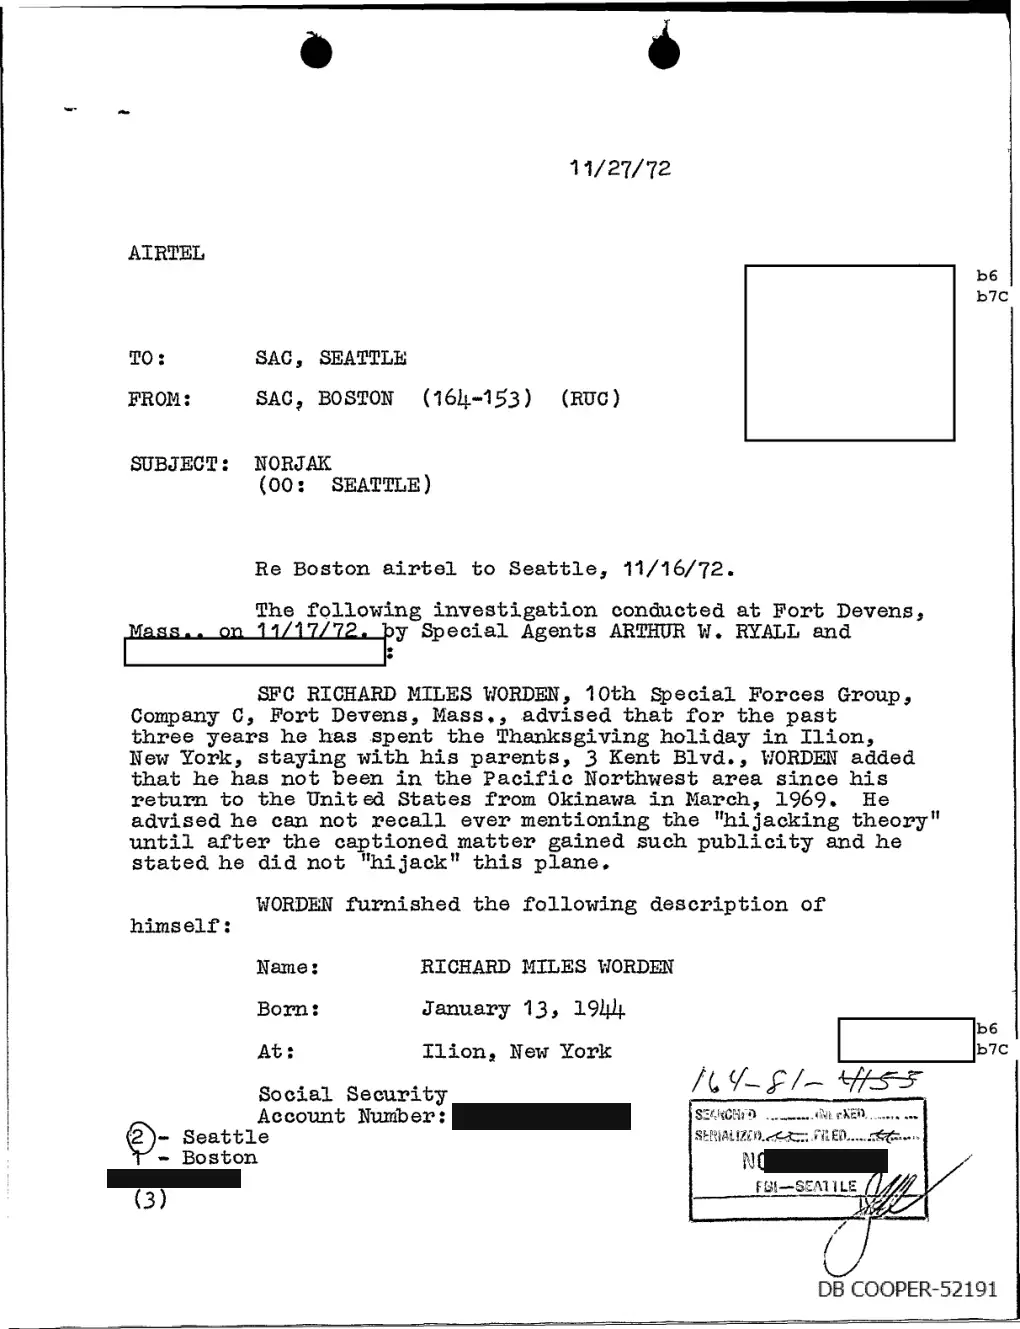 11/27/72
AIRTEL
b6
b7C
TO: SAC, SEATTLE
FROM: SAC, BOSTON (164-153) (RUC)
SUBJECT: NORJAK
(OO: SEATTLE)
Re Boston airtel to Seattle, 11/16/72.
The following investigation conducted at Fort Devens,
Mass., on 11/17/72, by Special Agents ARTHUR W. RYALL and
:
SFC RICHARD MILES WORDEN, 10th Special Forces Group,
Company C, Fort Devens, Mass., advised that for the past
three years he has spent the Thanksgiving holiday in Ilion,
New York, staying with his parents, 3 Kent Blvd., WORDEN added
that he has not been in the Pacific Northwest area since his
return to the United States from Okinawa in March, 1969. He
advised he can not recall ever mentioning the "hijacking theory"
until after the captioned matter gained such publicity and he
stated he did not "hijack" this plane.
WORDEN furnished the following description of
himself:
Name: RICHARD MILES WORDEN
Born: January 13, 1944
At: Ilion, New York
b6
b7C
Social Security
Account Number:
164-81-4155
SEARCHED INDEXED
SERIALIZED FILED
2 - Seattle
1 - Boston
(3)
FBI-SEATTLE
DB COOPER-52191